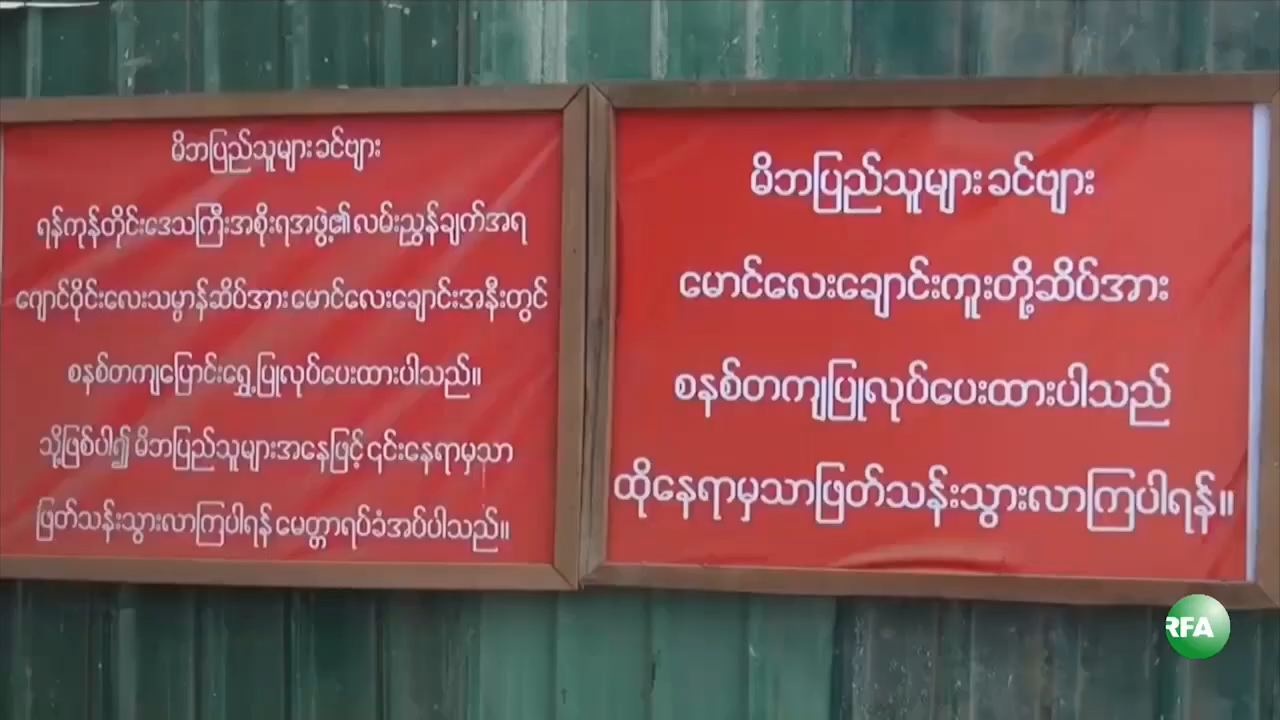 မိဘပြည်သူများ ခင်ဗျား
ရန်ကုန်တိုင်းဒေသကြီးအစိုးရအဖွဲ့၏ လမ်းညွှန်ချက်အရ
ဂျောင်ဝိုင်းလေးသမ္ဗာန်ဆိပ်အား မောင်လေးချောင်းအနီးတွင်
စနစ်တကျပြောင်းရွှေ့ပြုလုပ်ပေးထားပါသည်။
သို့ဖြစ်ပါ၍ မိဘပြည်သူများအနေဖြင့် ၎င်းနေရာမှသာ
ဖြတ်သန်းသွားလာကြပါရန် မေတ္တာရပ်ခံအပ်ပါသည်။
မိဘပြည်သူများ ခင်ဗျား
မောင်လေးချောင်းကူးတို့ဆိပ်အား
စနစ်တကျပြုလုပ်ပေးထားပါသည်
ထိုနေရာမှသာဖြတ်သန်းသွားလာကြပါရန်။
RFA